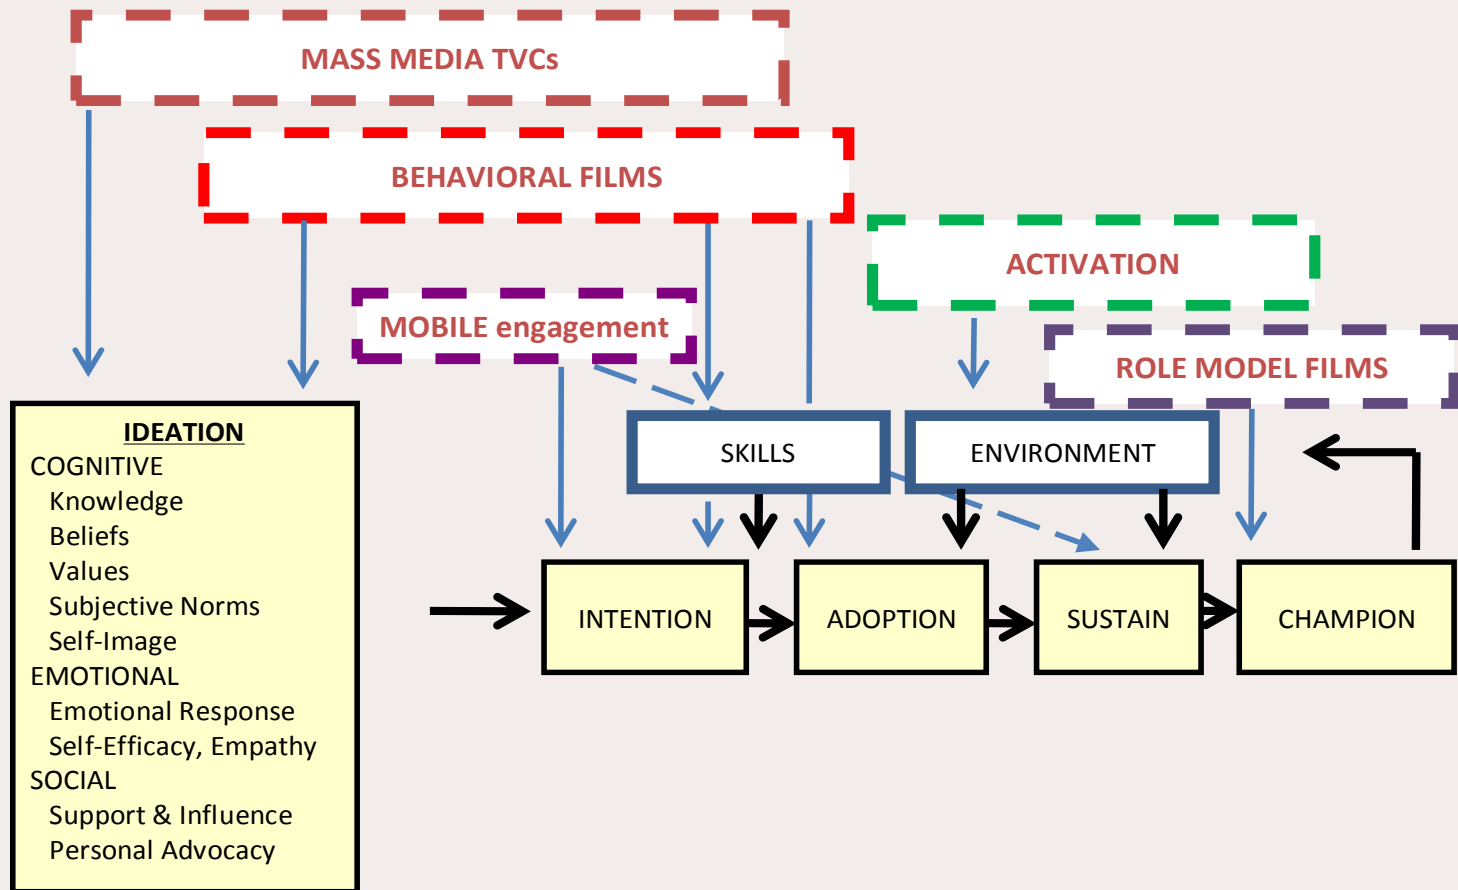 MASS MEDIA TVCs
BEHAVIORAL FILMS
ACTIVATION
MOBILE engagement
ROLE MODEL FILMS
IDEATION
COGNITIVE
Knowledge
Beliefs
Values
Subjective Norms
Self-Image
EMOTIONAL
Emotional Response
Self-Efficacy, Empathy
SOCIAL
Support & Influence
Personal Advocacy
SKILLS
ENVIRONMENT
INTENTION
ADOPTION
SUSTAIN
CHAMPION